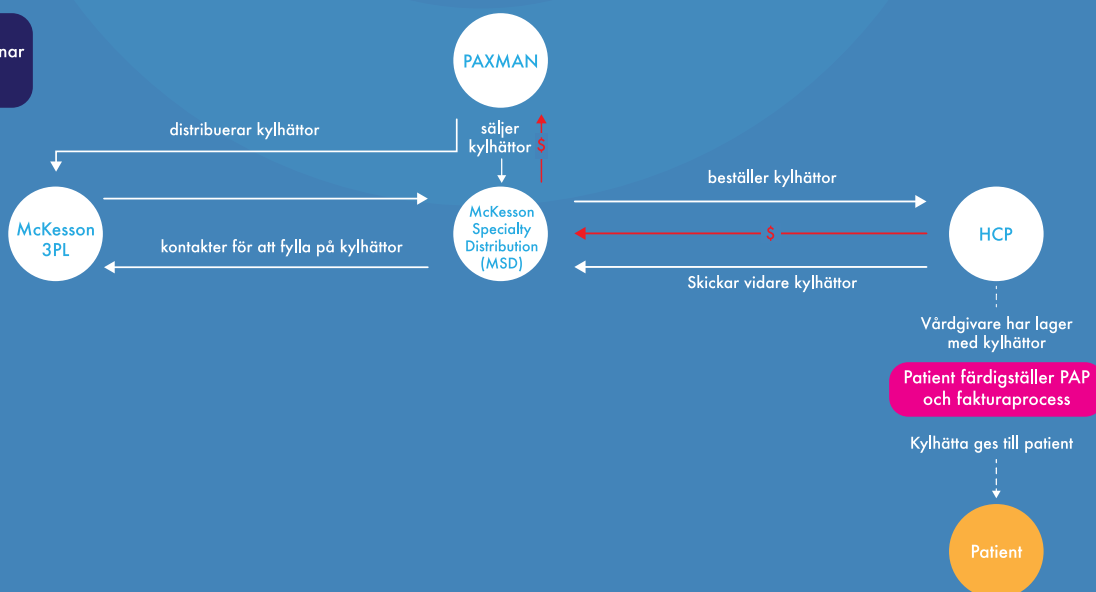 PAXMAN
distribuerar kylhättor
säljer
kylhättor
$
beställer kylhättor
McKesson
3PL
kontakter för att fylla på kylhättor
McKesson
Specialty
Distribution
(MSD)
$
HCP
Skickar vidare kylhättor
Vårdgivare har lager
med kylhättor
Patient färdigställer PAP
och fakturaprocess
Kylhätta ges till patient
Patient